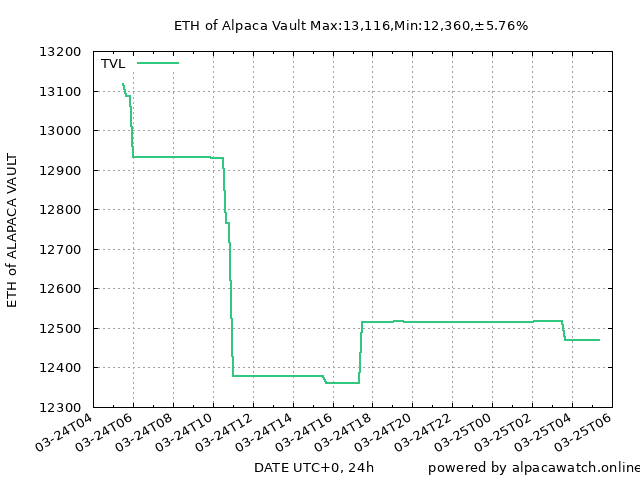 ETH of Alpaca Vault Max:13,116,Min:12,360,±5.76%
TVL
13200
13100
13000
12900
12800
12700
12600
12500
12400
12300
ETH of ALAPACA VAULT
03-24T04
03-24T06
03-24T08
03-24T10
03-24T12
03-24T14
03-24T16
03-24T18
03-24T20
03-24T22
03-25T00
03-25T02
03-25T04
03-25T06
DATE UTC+0, 24h
powered by alpacawatch.online